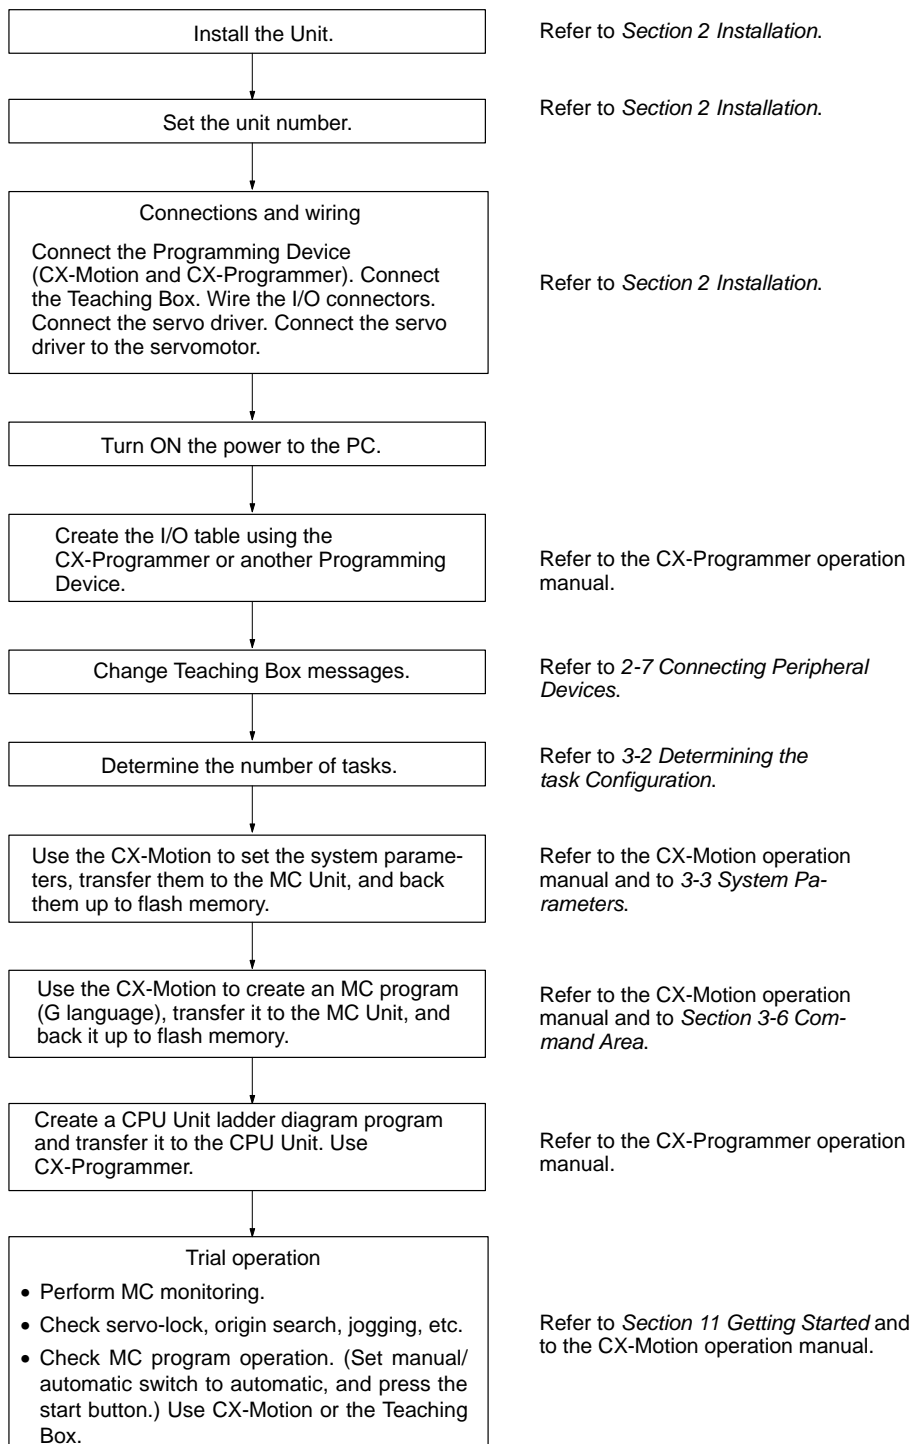 Install the Unit.
Refer to Section 2 Installation.
Set the unit number.
Refer to Section 2 Installation.
Connections and wiring
Connect the Programming Device
(CX-Motion and CX-Programmer). Connect
the Teaching Box. Wire the I/O connectors.
Connect the servo driver. Connect the servo
driver to the servomotor.
Refer to Section 2 Installation.
Turn ON the power to the PC.
Create the I/O table using the
CX-Programmer or another Programming
Device.
Refer to the CX-Programmer operation
manual.
Change Teaching Box messages.
Refer to 2-7 Connecting Peripheral
Devices.
Determine the number of tasks.
Refer to 3-2 Determining the
task Configuration.
Use the CX-Motion to set the system parame-
ters, transfer them to the MC Unit, and back
them up to flash memory.
Refer to the CX-Motion operation
manual and to 3-3 System Pa-
rameters.
Use the CX-Motion to create an MC program
(G language), transfer it to the MC Unit, and
back it up to flash memory.
Refer to the CX-Motion operation
manual and to Section 3-6 Com-
mand Area.
Create a CPU Unit ladder diagram program
and transfer it to the CPU Unit. Use
CX-Programmer.
Refer to the CX-Programmer operation
manual.
Trial operation
• Perform MC monitoring.
• Check servo-lock, origin search, jogging, etc.
• Check MC program operation. (Set manual/
automatic switch to automatic, and press the
start button.) Use CX-Motion or the Teaching
Box.
Refer to Section 11 Getting Started and
to the CX-Motion operation manual.